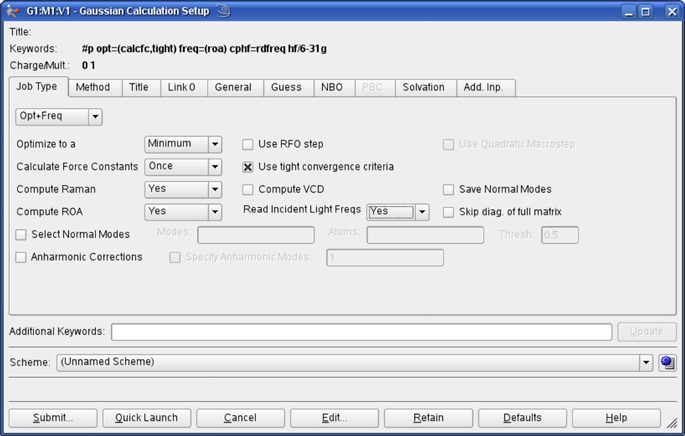 G1:M1:V1 - Gaussian Calculation Setup
Title:
Keywords: #p opt=(calcfc,tight) freq=(roa) cphf=rdfreq hf/6-31g
Charge/Mult.: 0 1
Job Type Method Title Link 0 General Guess NBO PBC Solvation Add. Inp.
Opt+Freq
Optimize to a Minimum Use RFO step Use Quadratic Macrostep
Calculate Force Constants Once Use tight convergence criteria
Compute Raman Yes Compute VCD Save Normal Modes
Compute ROA Yes Read Incident Light Freqs Yes Skip diag. of full matrix
Select Normal Modes Modes: Atoms: Thresh: 0.5
Anharmonic Corrections Specify Anharmonic Modes: 1
Additional Keywords: Update
Scheme: (Unnamed Scheme)
Submit... Quick Launch Cancel Edit... Retain Defaults Help